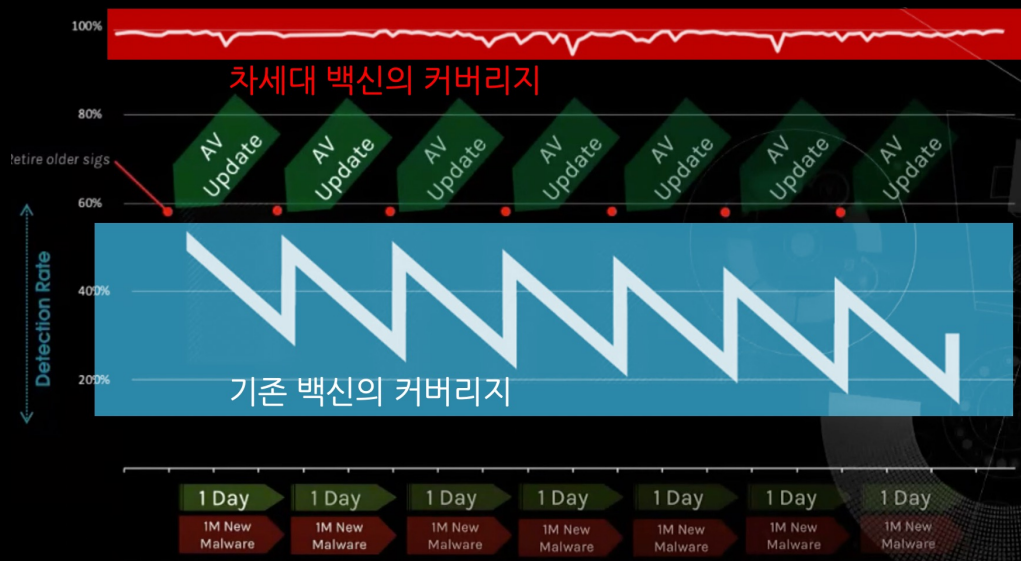 100%
차세대 백신의 커버리지
80%
AV Update
AV Update
AV Update
AV Update
AV Update
AV Update
AV Update
etire older sigs
60%
Detection Rate
40%
20%
기존 백신의 커버리지
1 Day
1 Day
1 Day
1 Day
1 Day
1 Day
1 Day
1M New Malware
1M New Malware
1M New Malware
1M New Malware
1M New Malware
1M New Malware
1M New Malware